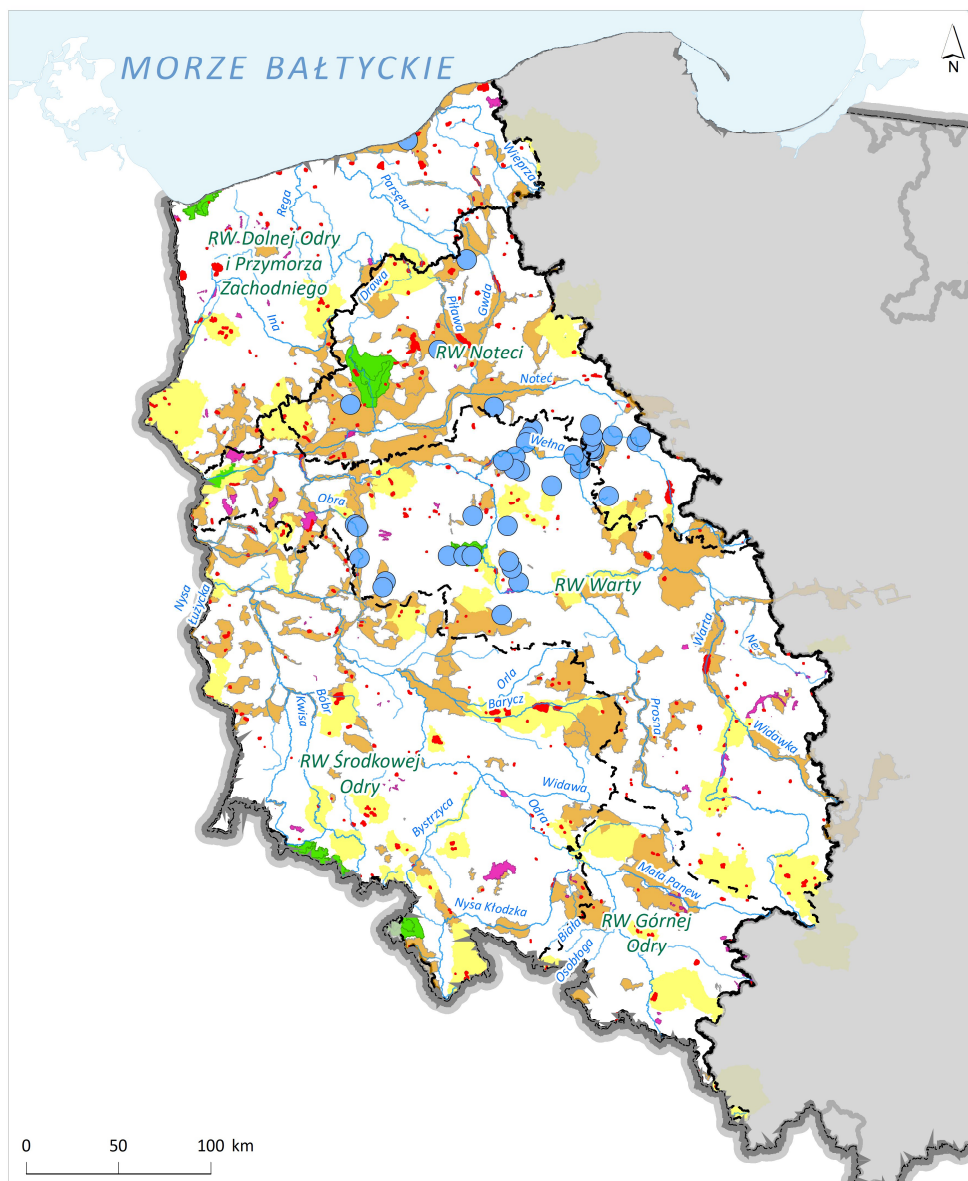 MORZE BAŁTYCKIE
N
Wieprza
Parsęta
Rega
RW Dolnej Odry
i Przymorza
Zachodniego
Drawa
Ina
Piława
Gwda
RW Noteci
Noteć
Wełna
Obra
RW Warty
Nysa
Łużycka
Warta
Ner
Orla
Barycz
Prosna
Kwisa
Bóbr
Widawka
RW Środkowej
Odry
Widawa
Bystrzyca
Odra
Mała Panew
Nysa Kłodzka
RW Górnej
Odry
Biała
Osobłoga
0 50 100 km